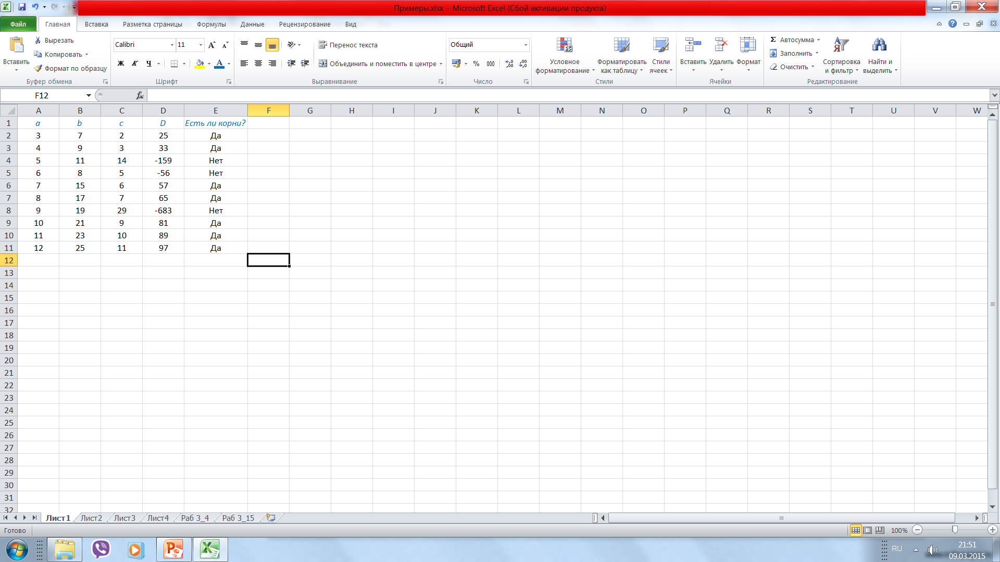 Примеры.xlsx - Microsoft Excel (Сбой активации продукта)
Файл Главная Вставка Разметка страницы Формулы Данные Рецензирование Вид
Вставить
Вырезать
Копировать
Формат по образцу
Буфер обмена
Calibri 11
Ж К Ч
Шрифт
Перенос текста
Объединить и поместить в центре
Выравнивание
Общий
% 000
Число
Условное форматирование
Форматировать как таблицу
Стили ячеек
Стили
Вставить Удалить Формат
Ячейки
Σ Автосумма
Заполнить
Очистить
Сортировка и фильтр
Найти и выделить
Редактирование
F12 fx
A B C D E F G H I J K L M N O P Q R S T U V W
1 a b c D Есть ли корни?
2 3 7 2 25 Да
3 4 9 3 33 Да
4 5 11 14 -159 Нет
5 6 8 5 -56 Нет
6 7 15 6 57 Да
7 8 17 7 65 Да
8 9 19 29 -683 Нет
9 10 21 9 81 Да
10 11 23 10 89 Да
11 12 25 11 97 Да
12
13
14
15
16
17
18
19
20
21
22
23
24
25
26
27
28
29
30
31
32
Лист1 Лист2 Лист3 Лист4 Раб 3_4 Раб 3_15
Готово 100%
RU 21:51
09.03.2015